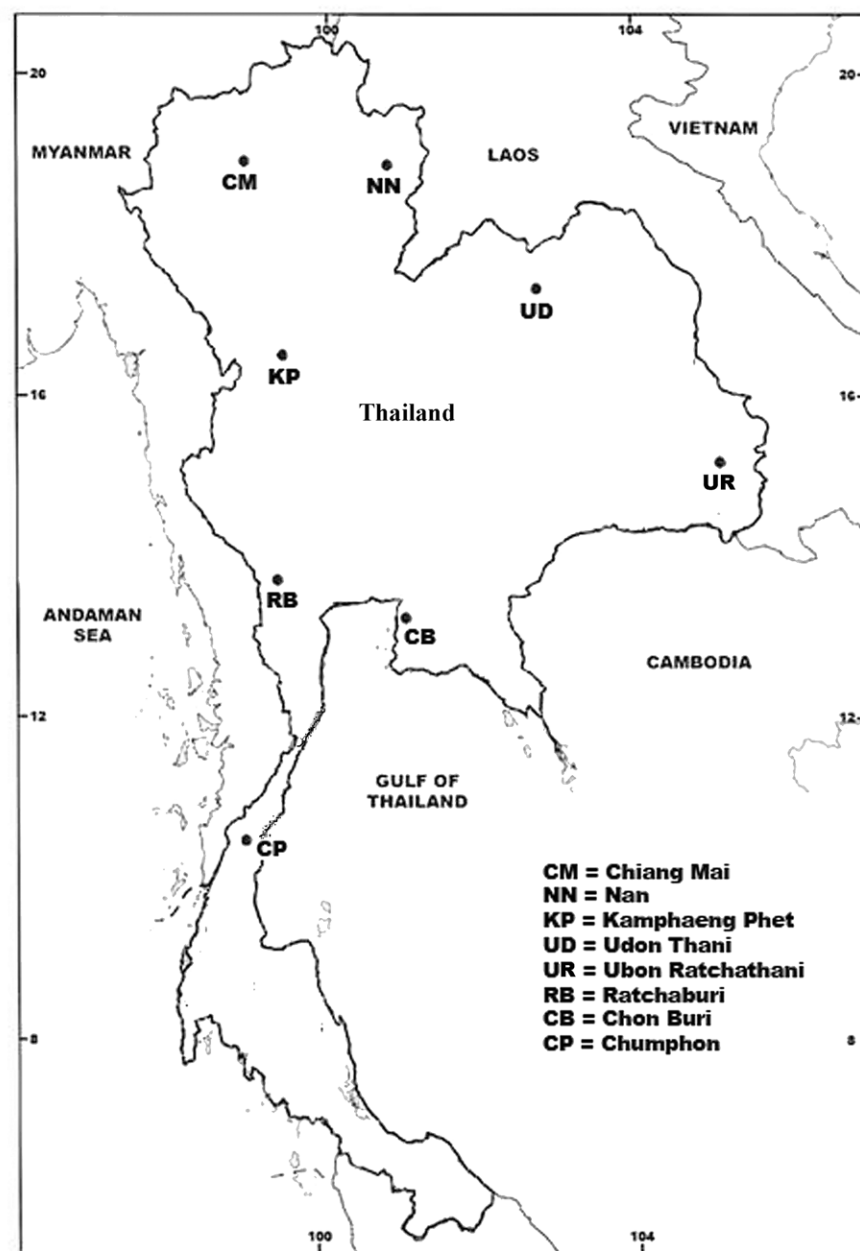 100 104
20 20
VIETNAM
MYANMAR
LAOS
CM
NN
UD
KP
16 16
Thailand
UR
RB
ANDAMAN
SEA
CB
CAMBODIA
12 12
GULF OF
THAILAND
CP
CM = Chiang Mai
NN = Nan
KP = Kamphaeng Phet
UD = Udon Thani
UR = Ubon Ratchathani
RB = Ratchaburi
CB = Chon Buri
CP = Chumphon
8 8
100 104